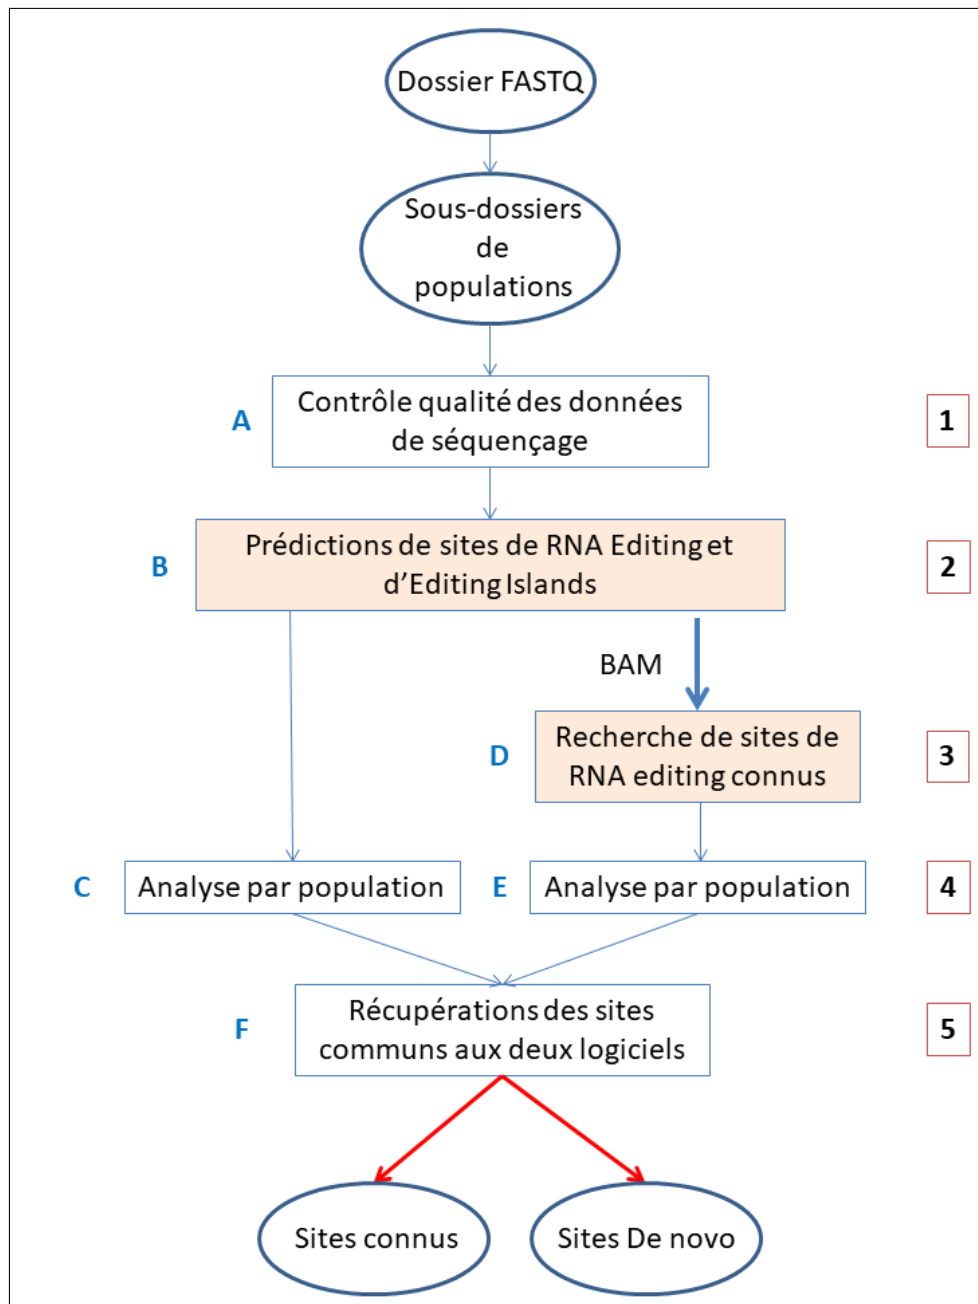 Dossier FASTQ
Sous-dossiers
de
populations
A
Contrôle qualité des données
de séquençage
1
B
Prédictions de sites de RNA Editing et
d'Editing Islands
2
BAM
D
Recherche de sites de
RNA editing connus
3
C
Analyse par population
E
Analyse par population
4
F
Récupérations des sites
communs aux deux logiciels
5
Sites connus
Sites De novo